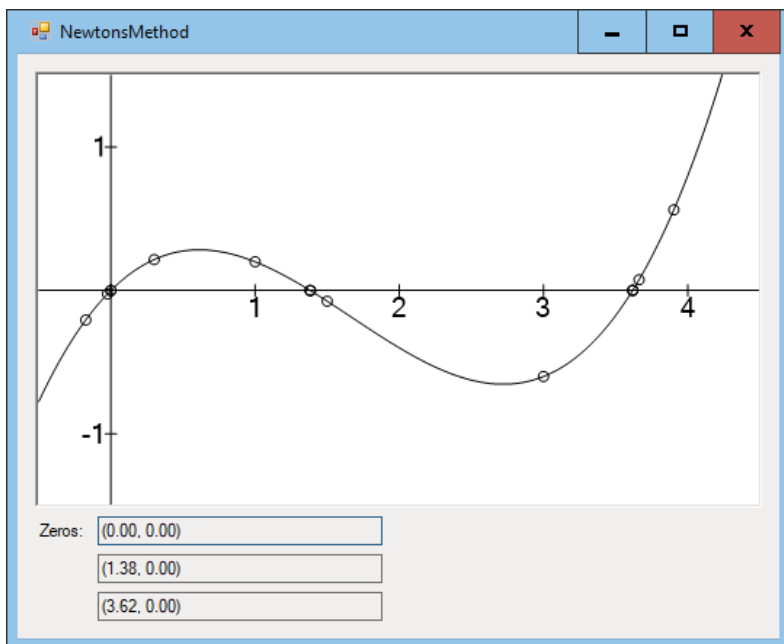 NewtonsMethod
1
1 2 3 4
-1
Zeros: (0.00, 0.00)
(1.38, 0.00)
(3.62, 0.00)